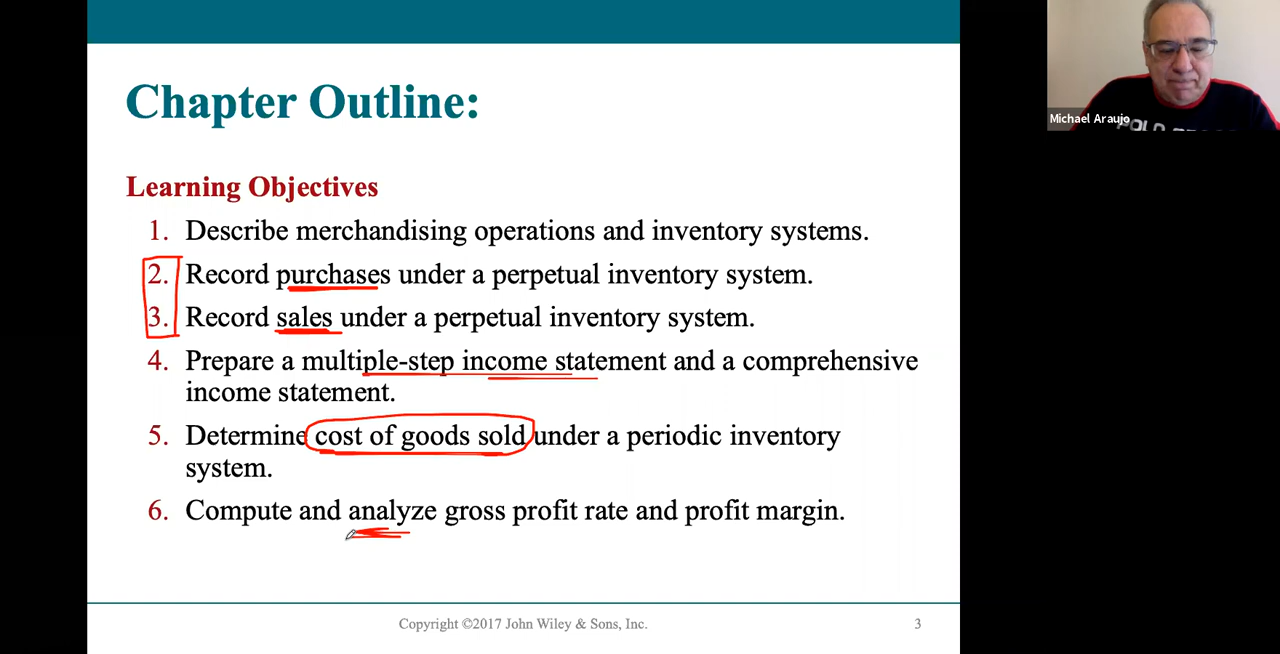 Chapter Outline:
Learning Objectives
1. Describe merchandising operations and inventory systems.
2. Record purchases under a perpetual inventory system.
3. Record sales under a perpetual inventory system.
4. Prepare a multiple-step income statement and a comprehensive
income statement.
5. Determine cost of goods sold under a periodic inventory
system.
6. Compute and analyze gross profit rate and profit margin.
Copyright ©2017 John Wiley & Sons, Inc.
3
Michael Araujo
POLO